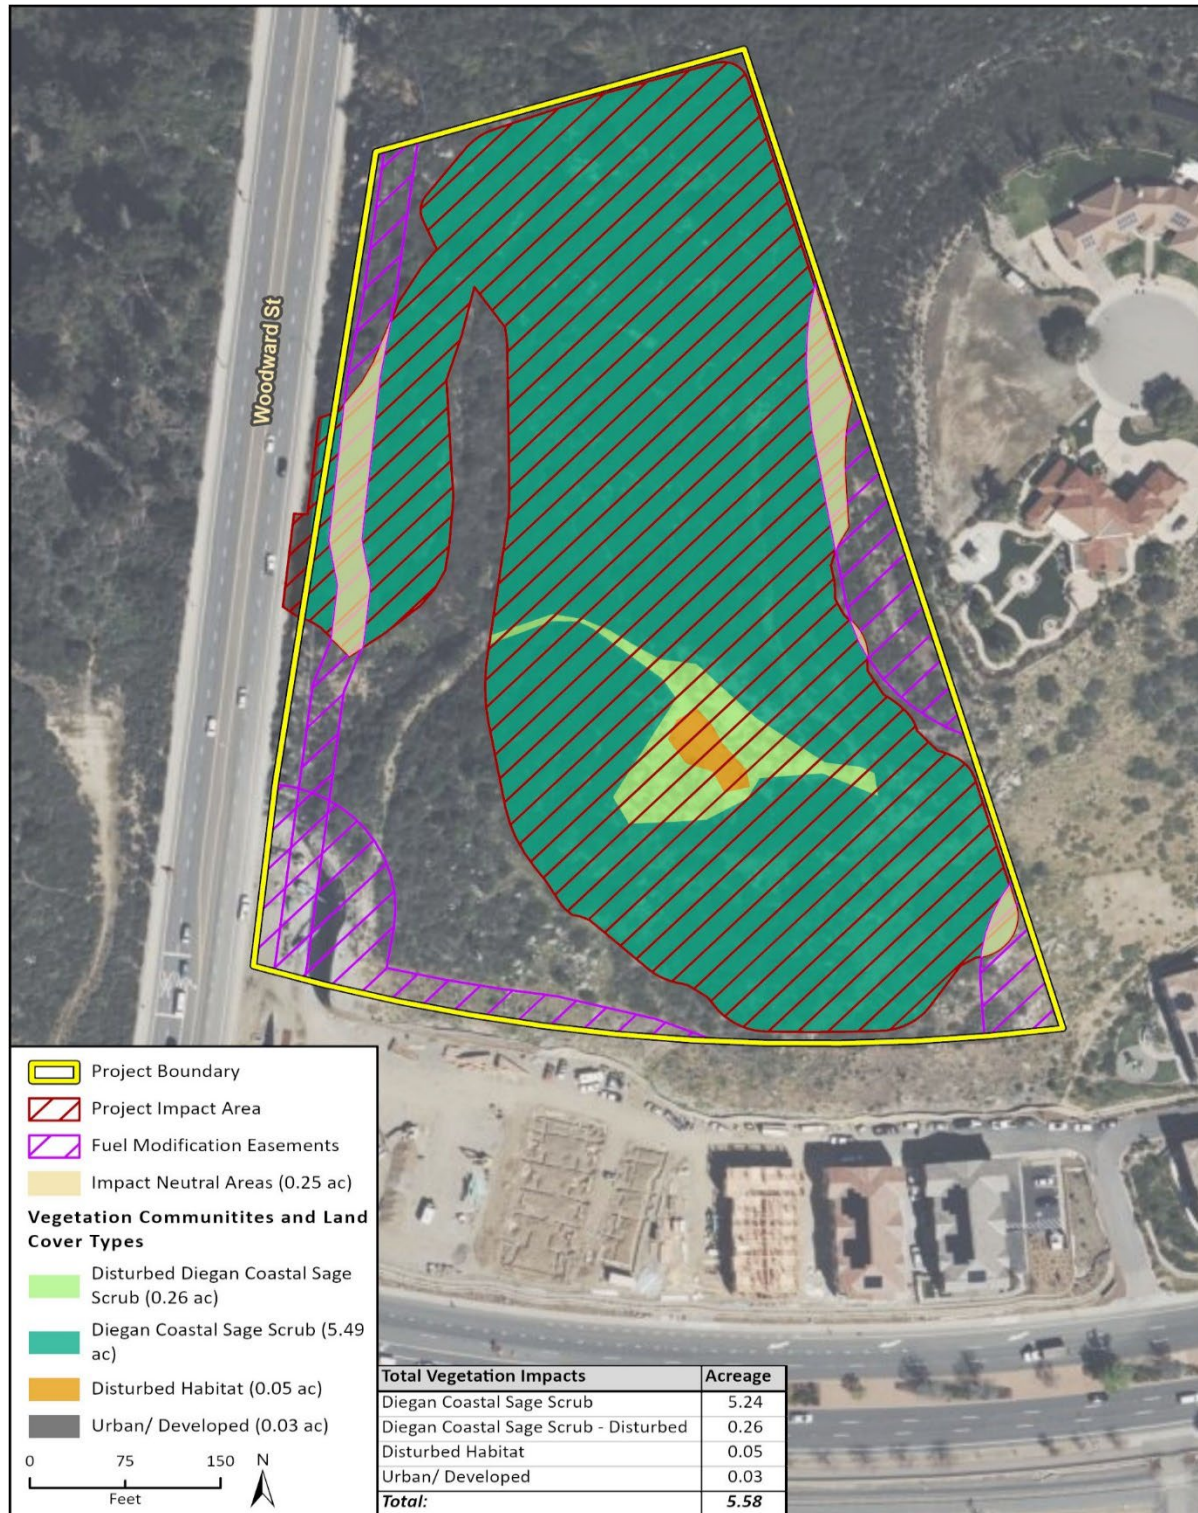 Woodward St
Project Boundary
Project Impact Area
Fuel Modification Easements
Impact Neutral Areas (0.25 ac)
Vegetation Communitites and Land
Cover Types
Disturbed Diegan Coastal Sage
Scrub (0.26 ac)
Diegan Coastal Sage Scrub (5.49
ac)
Disturbed Habitat (0.05 ac)
Urban/ Developed (0.03 ac)
0 75 150
Feet
N
Total Vegetation Impacts Acreage
Diegan Coastal Sage Scrub 5.24
Diegan Coastal Sage Scrub - Disturbed 0.26
Disturbed Habitat 0.05
Urban/ Developed 0.03
Total: 5.58